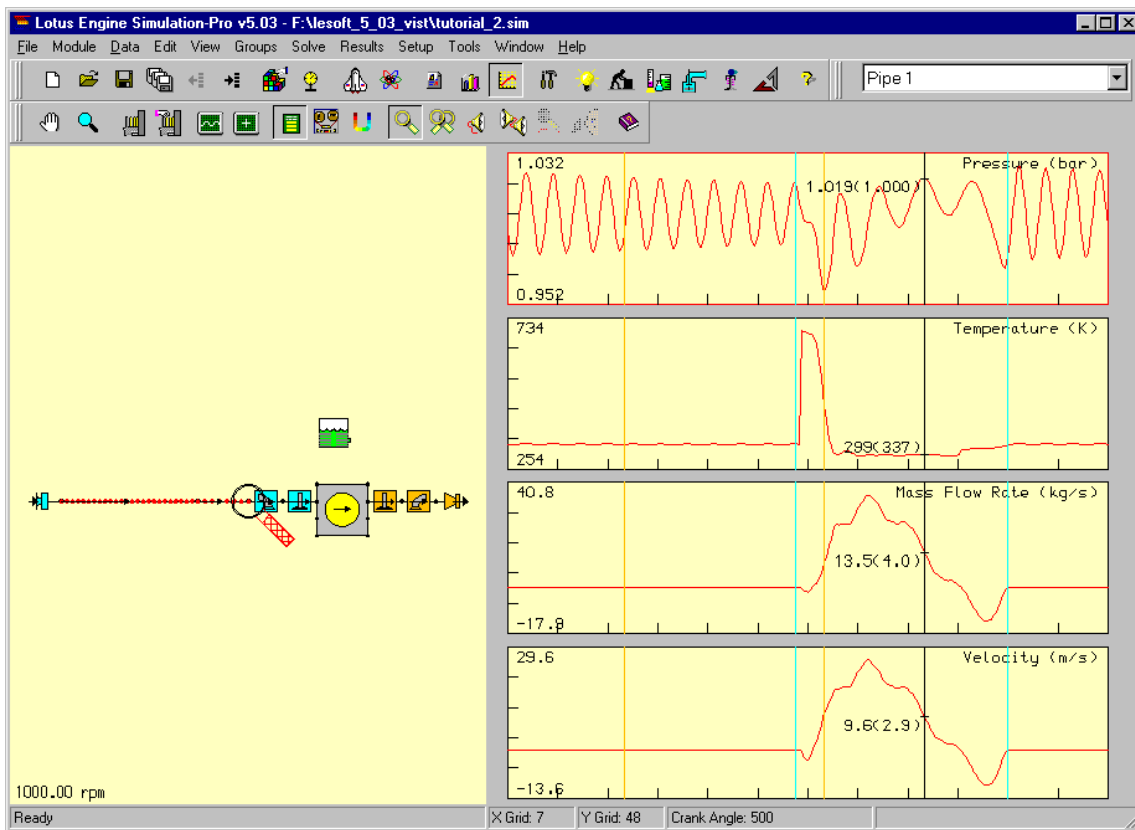 Lotus Engine Simulation-Pro v5.03 - F:\lesoft_5_03_vist\tutorial_2.sim
File Module Data Edit View Groups Solve Results Setup Tools Window Help
Pipe 1
1.032 Pressure (bar)
1.019(1.000)
0.952
734 Temperature (K)
299(337)
254
40.8 Mass Flow Rate (kg/s)
13.5(4.0)
-17.8
29.6 Velocity (m/s)
9.6(2.9)
-13.6
1000.00 rpm
Ready X Grid: 7 Y Grid: 48 Crank Angle: 500